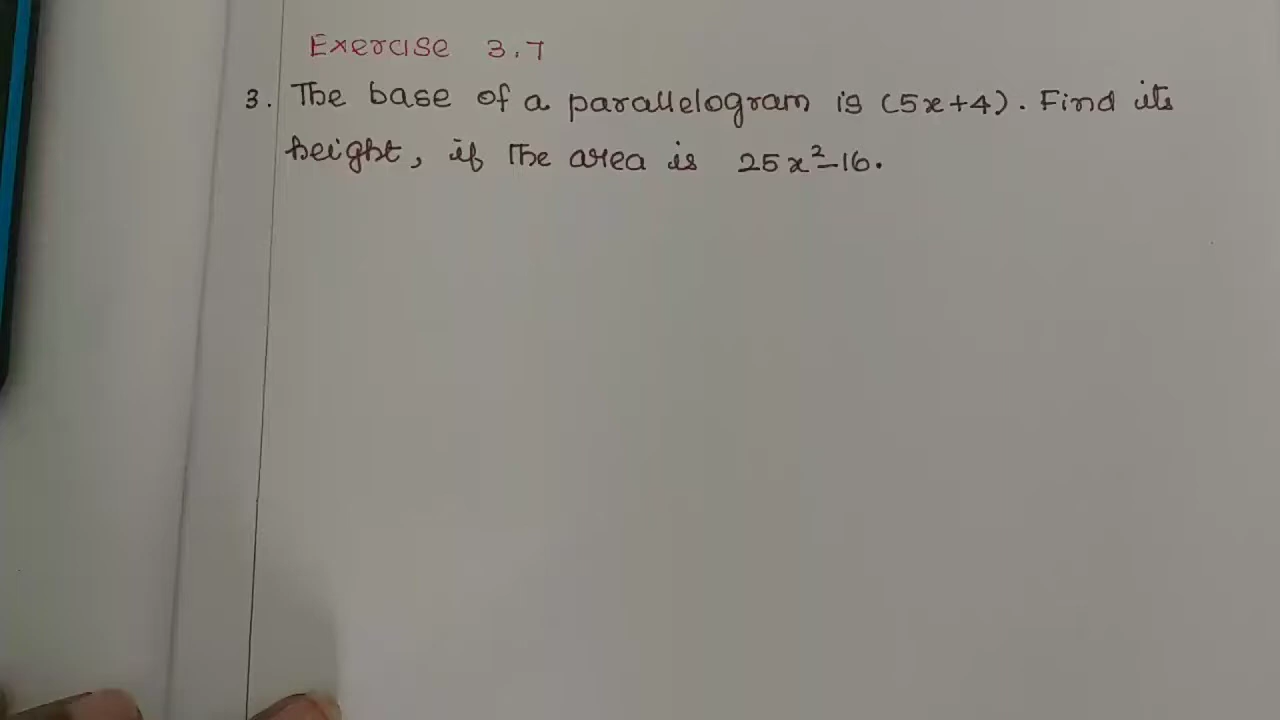 Exercise 3.7
3. The base of a parallelogram is (5x+4). Find its
height, if the area is 25x²-16.